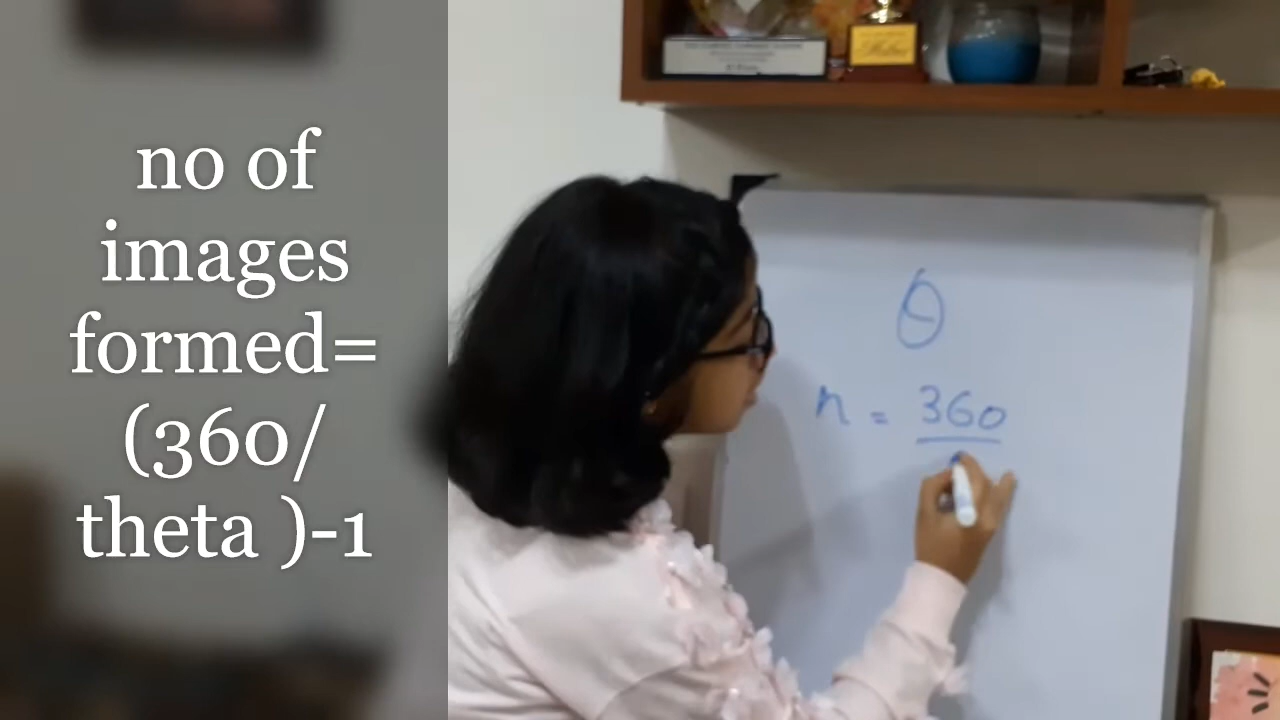 no of
images
formed=
(360/
theta )-1
θ
n = 360